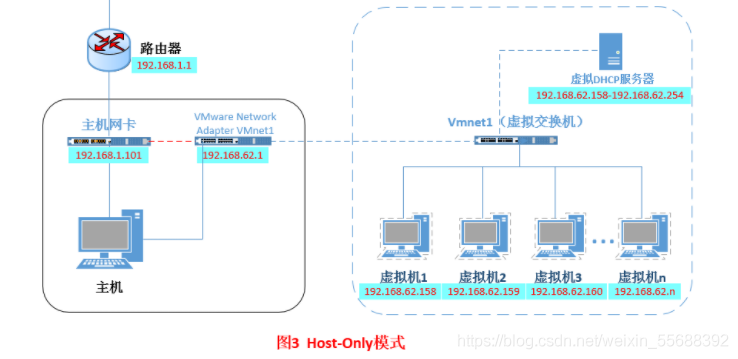 路由器
192.168.1.1
主机网卡
192.168.1.101
VMware Network
Adapter VMnet1
192.168.62.1
主机
虚拟DHCP服务器
192.168.62.158-192.168.62.254
Vmnet1（虚拟交换机）
虚拟机1
192.168.62.158
虚拟机2
192.168.62.159
虚拟机3
192.168.62.160
虚拟机n
192.168.62.n
图3 Host-Only模式
https://blog.csdn.net/weixin_55688392